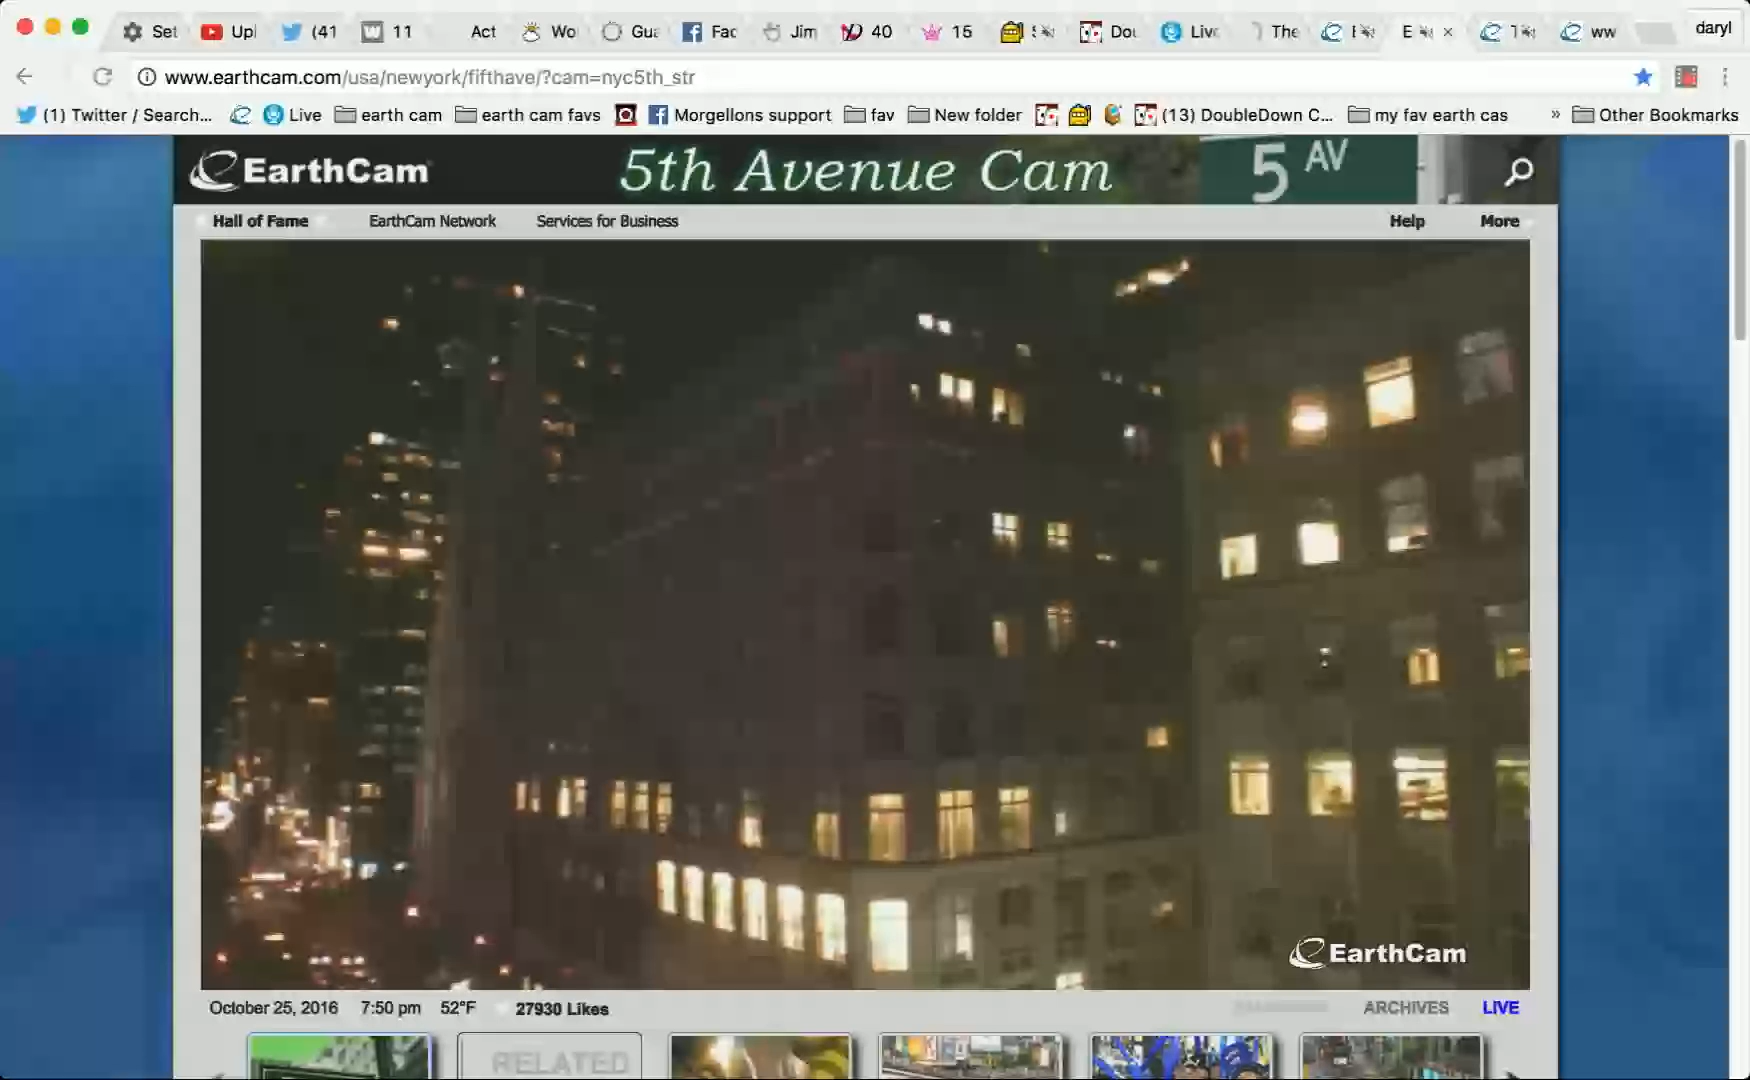 Set Upl (41 11 Act Wo Gua Fac Jim 40 15 S Dou Live The E E T ww daryl
www.earthcam.com/usa/newyork/fifthave/?cam=nyc5th_str
(1) Twitter / Search... Live earth cam earth cam favs Morgellons support fav New folder (13) DoubleDown C... my fav earth cas » Other Bookmarks
EarthCam 5th Avenue Cam 5 AV
Hall of Fame EarthCam Network Services for Business Help More
EarthCam
October 25, 2016 7:50 pm 52°F 27930 Likes ARCHIVES LIVE
RELATED